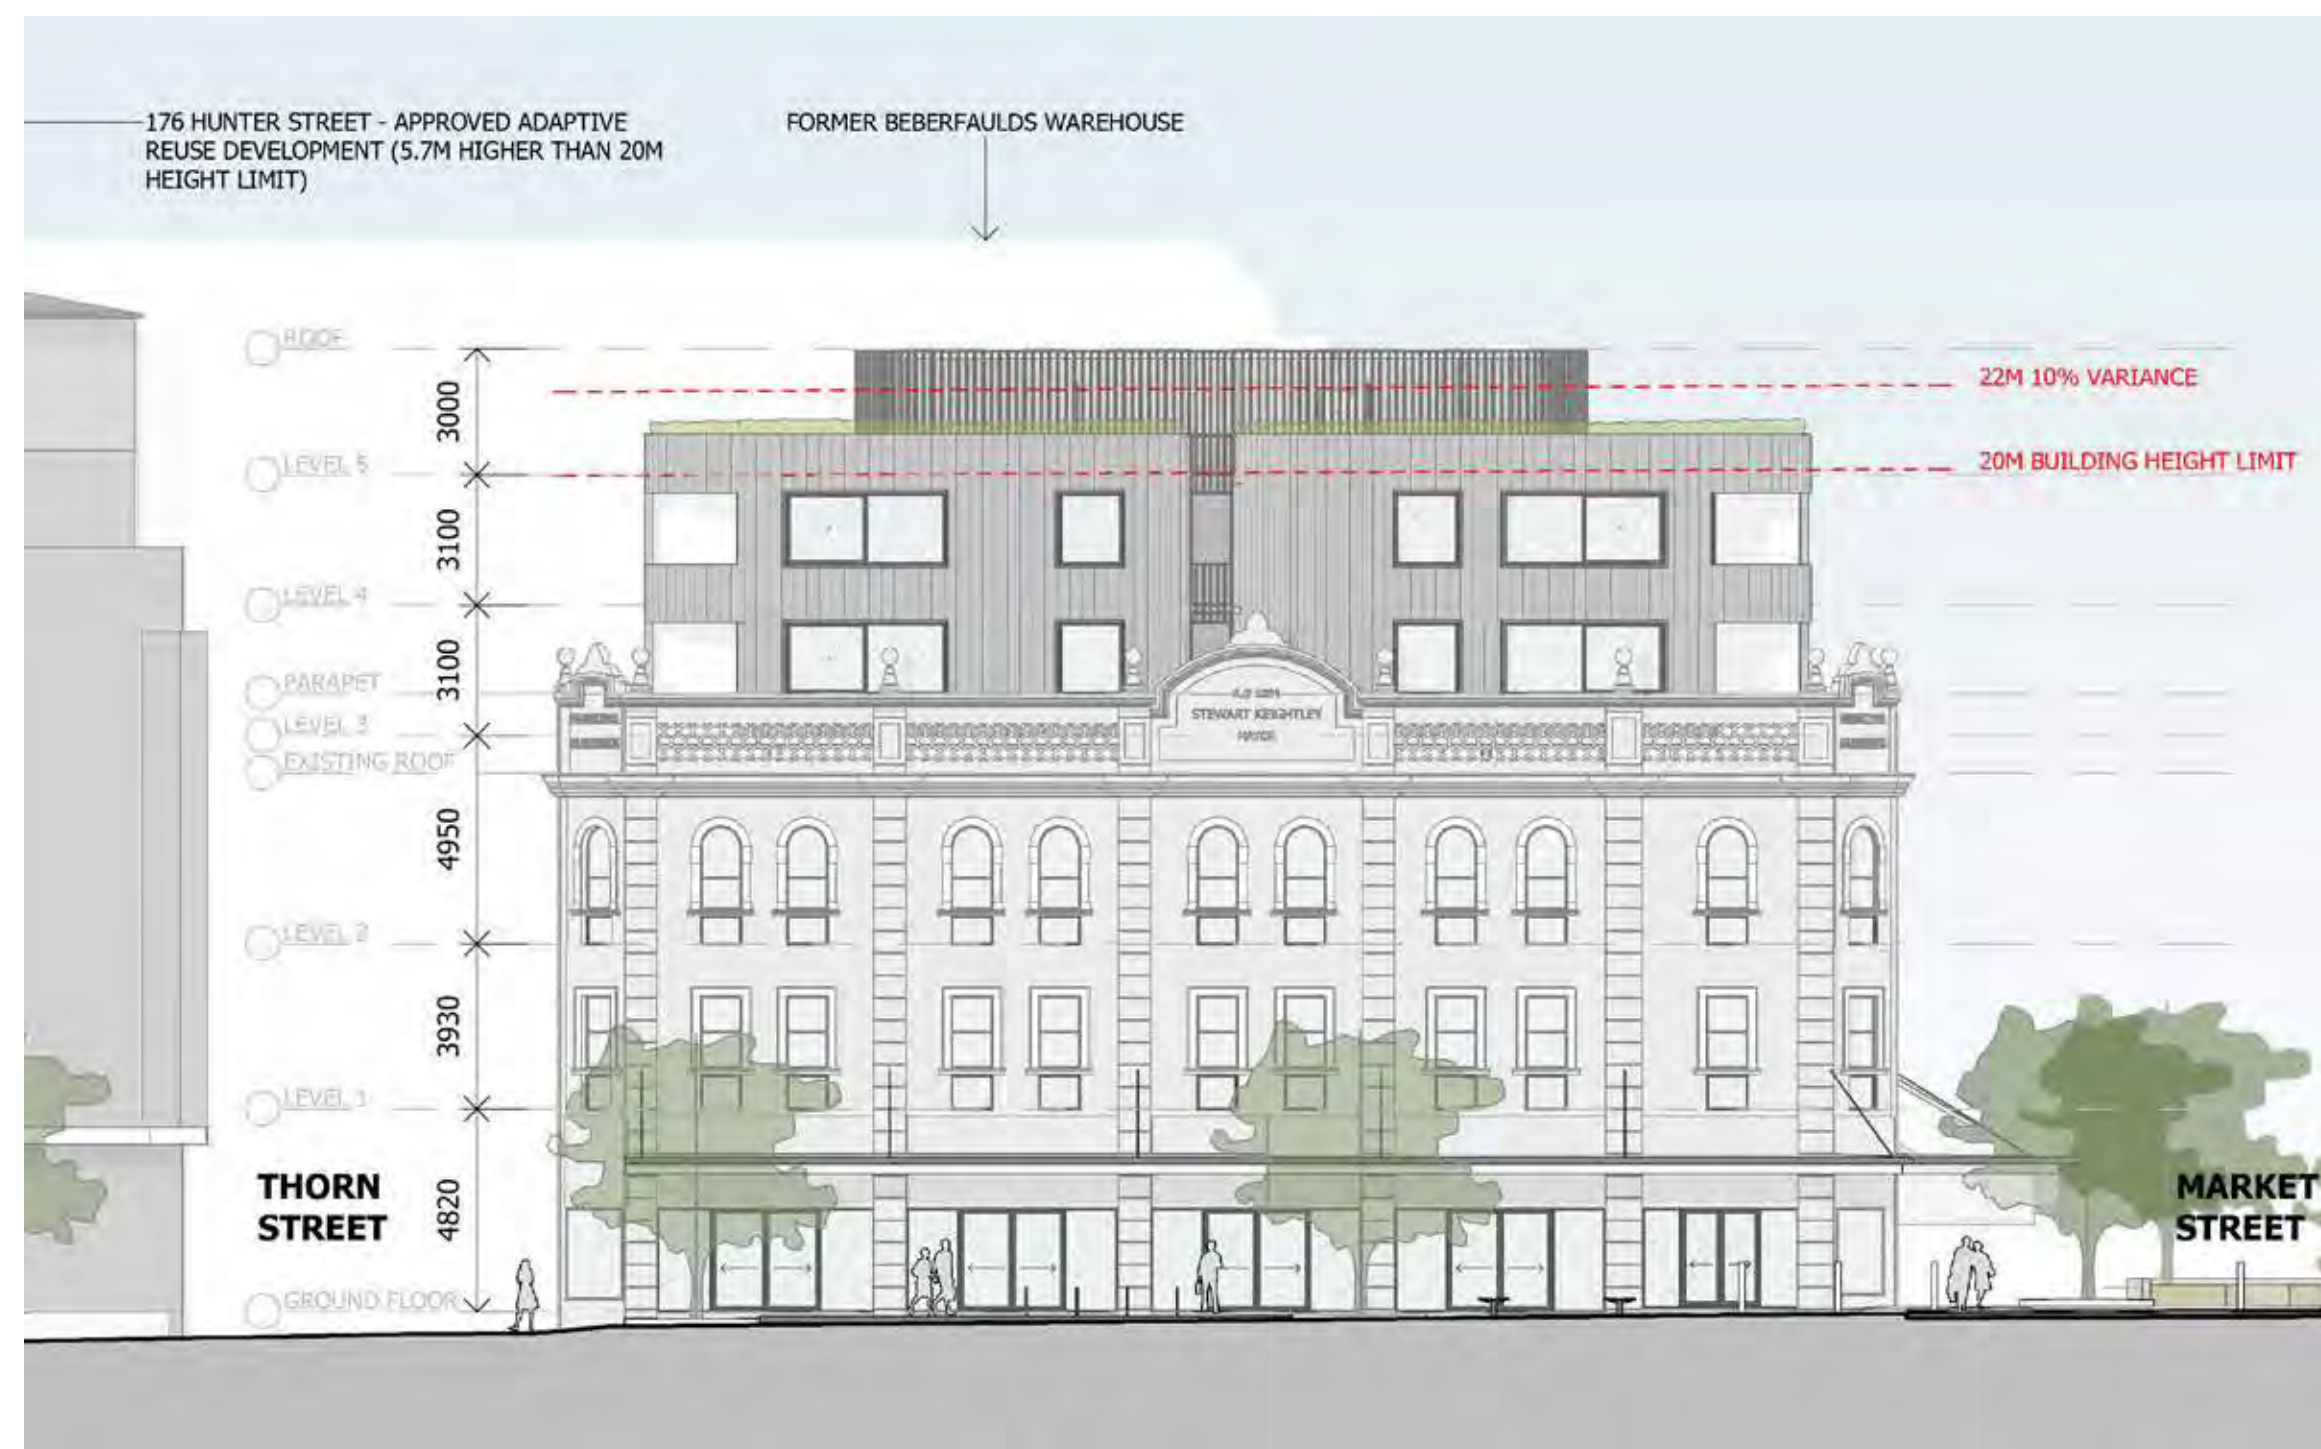 176 HUNTER STREET - APPROVED ADAPTIVE
REUSE DEVELOPMENT (5.7M HIGHER THAN 20M
HEIGHT LIMIT)
FORMER BEBERFAULDS WAREHOUSE
ROOF
3000
22M 10% VARIANCE
LEVEL 5
20M BUILDING HEIGHT LIMIT
3100
LEVEL 4
3100
PARAPET
LEVEL 3
EXISTING ROOF
STEWART KEIGHTLEY
MAYOR
4950
LEVEL 2
3930
LEVEL 1
4820
THORN
STREET
MARKET
STREET
GROUND FLOOR